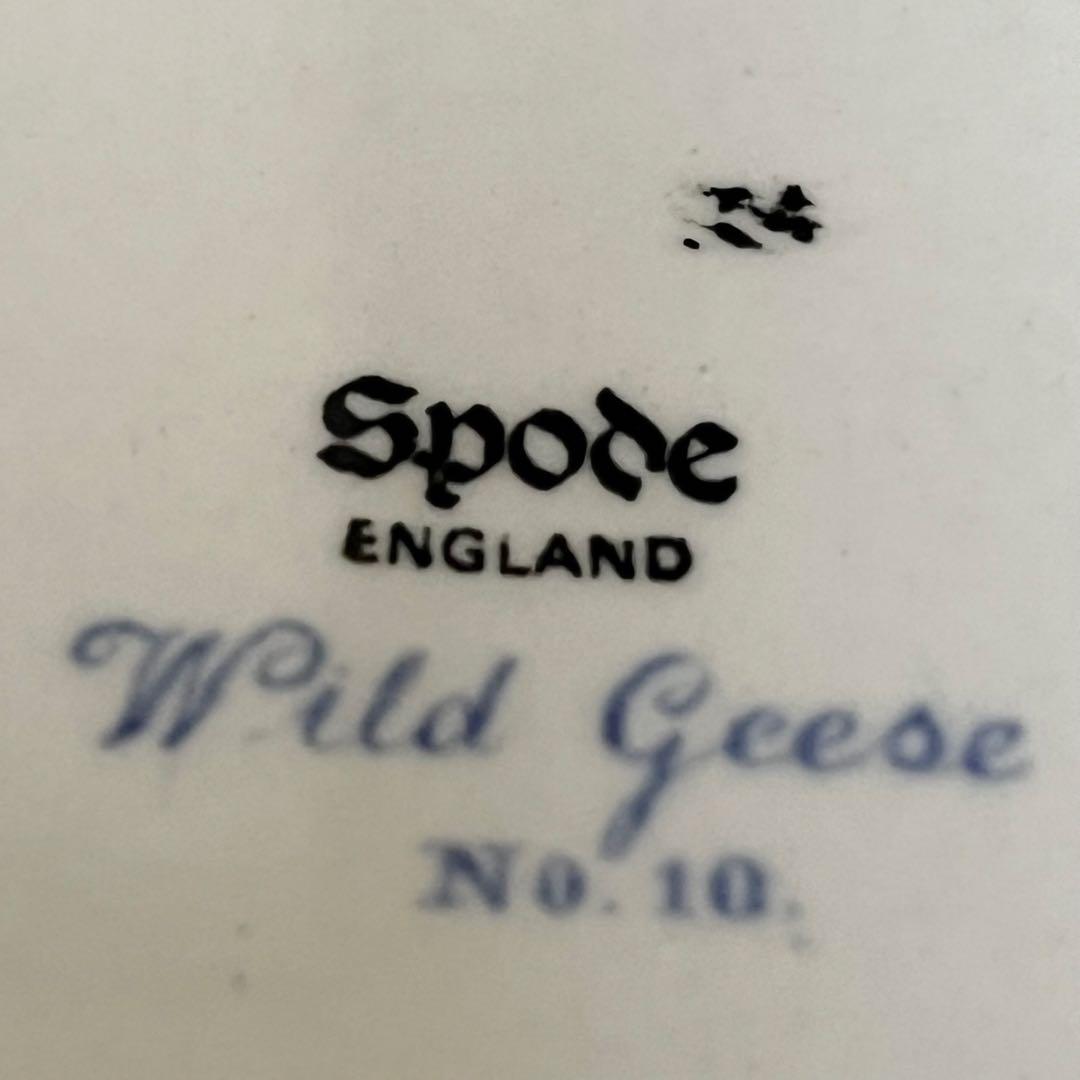 Spode
ENGLAND
Wild Geese
No. 10.